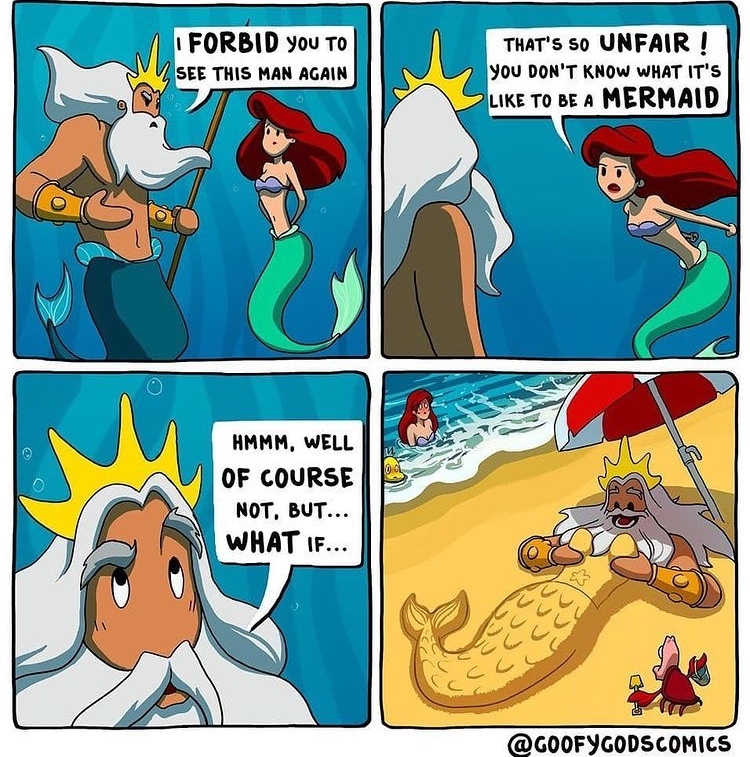 I FORBID YOU TO
SEE THIS MAN AGAIN
THAT'S SO UNFAIR !
YOU DON'T KNOW WHAT IT'S
LIKE TO BE A MERMAID
HMMM, WELL
OF COURSE
NOT, BUT...
WHAT IF...
@GOOFYGODSCOMICS